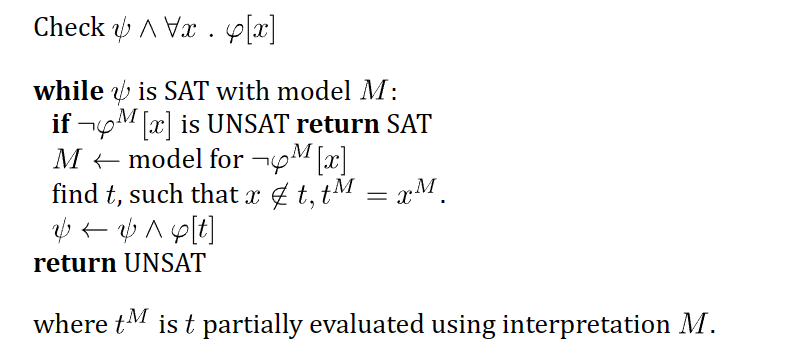 Check ψ ∧ ∀x . φ[x]
while ψ is SAT with model M:
if ¬φ^M[x] is UNSAT return SAT
M ← model for ¬φ^M[x]
find t, such that x ∉ t, t^M = x^M.
ψ ← ψ ∧ φ[t]
return UNSAT
where t^M is t partially evaluated using interpretation M.